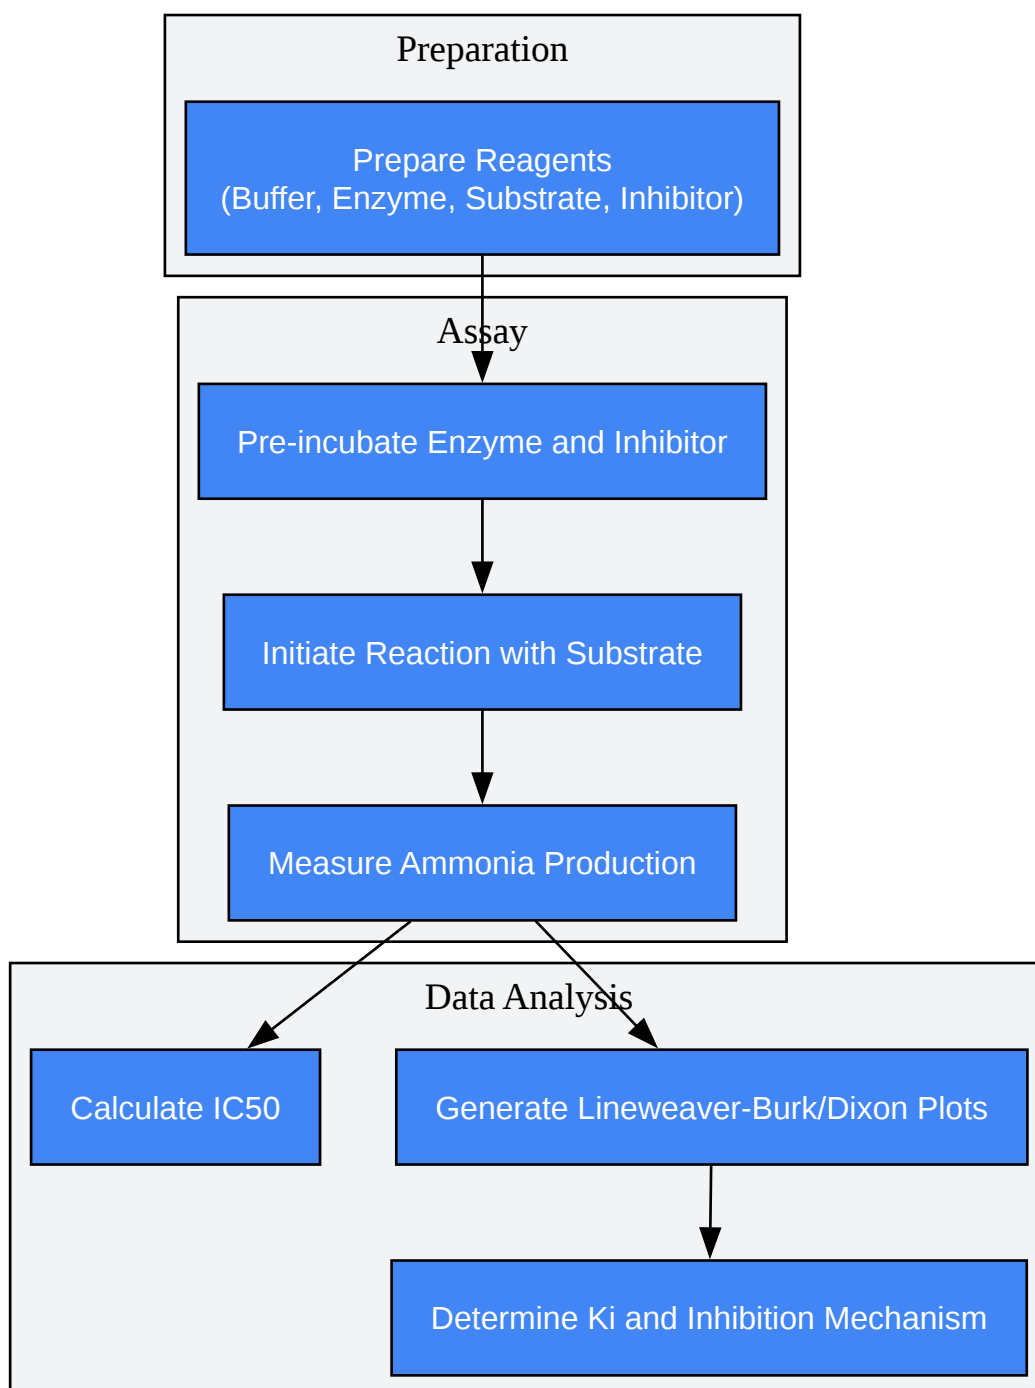 Preparation
Prepare Reagents
(Buffer, Enzyme, Substrate, Inhibitor)
Assay
Pre-incubate Enzyme and Inhibitor
Initiate Reaction with Substrate
Measure Ammonia Production
Data Analysis
Calculate IC50
Generate Lineweaver-Burk/Dixon Plots
Determine Ki and Inhibition Mechanism